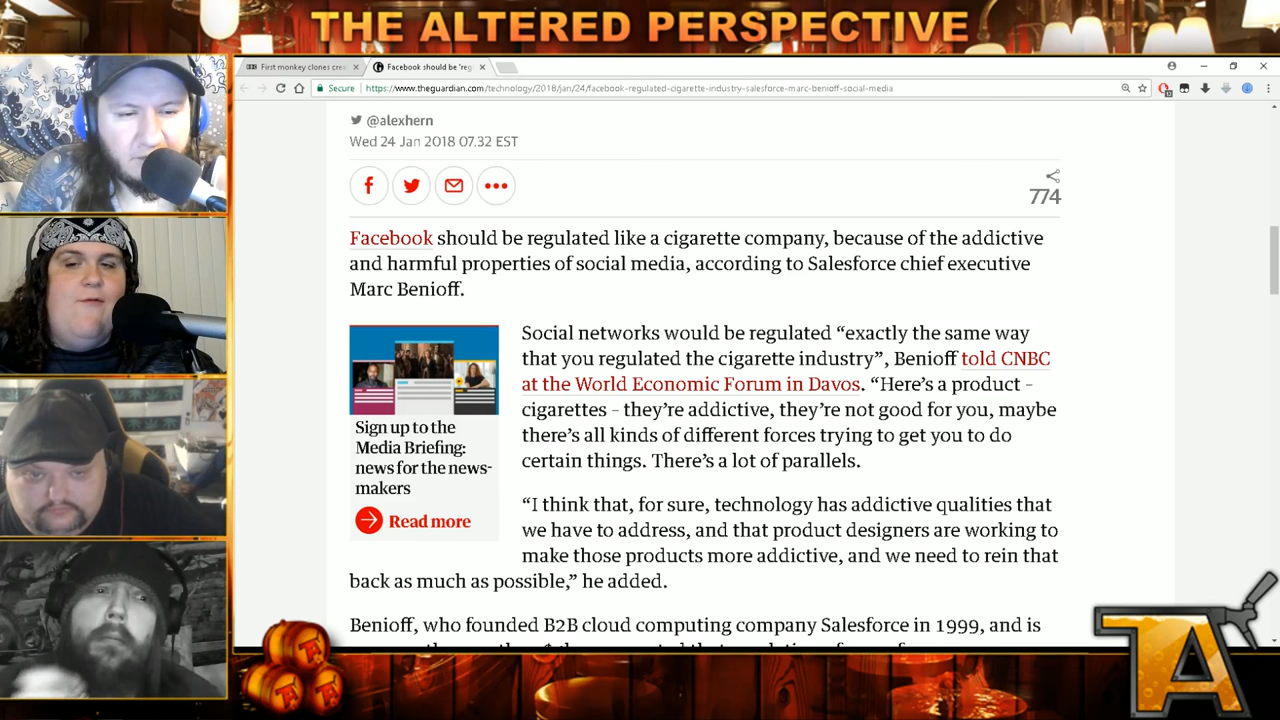 THE ALTERED PERSPECTIVE
First monkey clones cre
Facebook should be 'reg
Secure
https://www.theguardian.com/technology/2018/jan/24/facebook-regulated-cigarette-industry-salesforce-marc-benioff-social-media
@alexhern
Wed 24 Jan 2018 07.32 EST
774
Facebook should be regulated like a cigarette company, because of the addictive
and harmful properties of social media, according to Salesforce chief executive
Marc Benioff.
Social networks would be regulated “exactly the same way
that you regulated the cigarette industry”, Benioff told CNBC
at the World Economic Forum in Davos. “Here’s a product –
cigarettes – they’re addictive, they’re not good for you, maybe
there’s all kinds of different forces trying to get you to do
certain things. There’s a lot of parallels.
Sign up to the
Media Briefing:
news for the news-
makers
Read more
“I think that, for sure, technology has addictive qualities that
we have to address, and that product designers are working to
make those products more addictive, and we need to rein that
back as much as possible,” he added.
Benioff, who founded B2B cloud computing company Salesforce in 1999, and is
TA